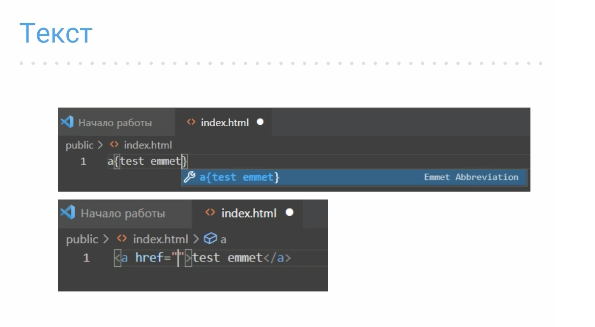 Текст
Начало работы index.html
public > index.html
1 a{test emmet}
a{test emmet} Emmet Abbreviation
Начало работы index.html
public > index.html > a
1 <a href="">test emmet</a>